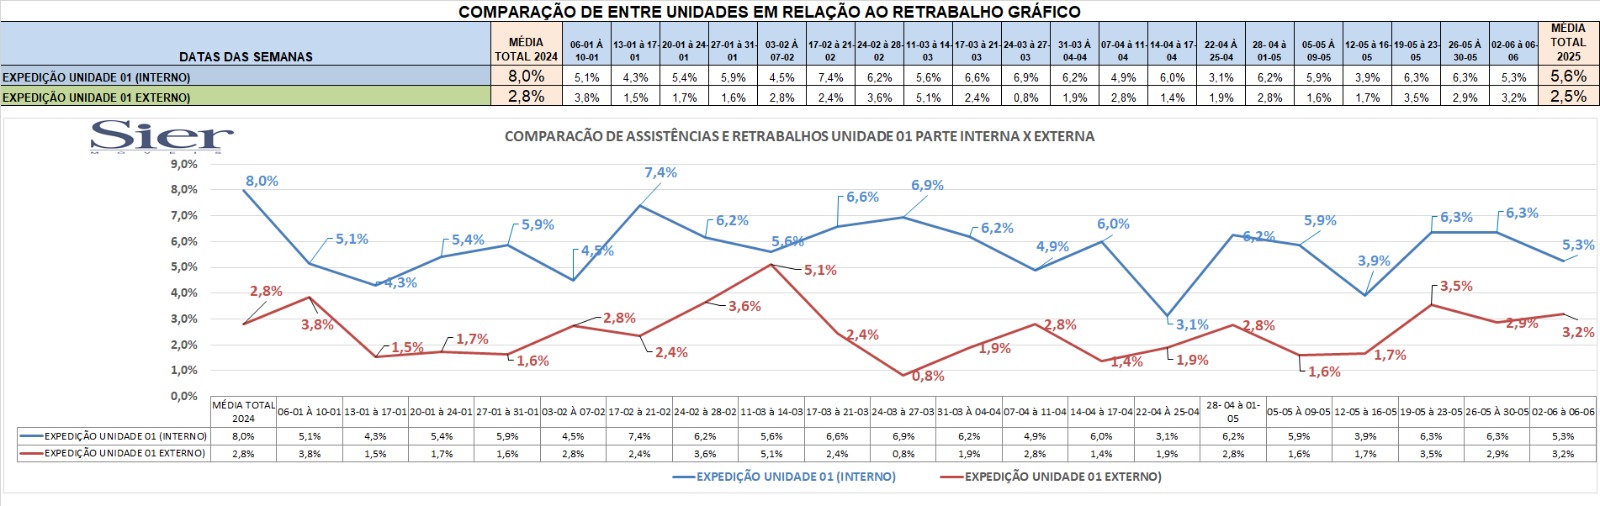 COMPARAÇÃO DE ENTRE UNIDADES EM RELAÇÃO AO RETRABALHO GRÁFICO
DATAS DAS SEMANAS MÉDIA TOTAL 2024 06-01 À 10-01 13-01 à 17-01 20-01 à 24-01 27-01 à 31-01 03-02 À 07-02 17-02 à 21-02 24-02 à 28-02 11-03 à 14-03 17-03 à 21-03 24-03 à 27-03 31-03 À 04-04 07-04 à 11-04 14-04 à 17-04 22-04 À 25-04 28- 04 à 01-05 05-05 À 09-05 12-05 à 16-05 19-05 à 23-05 26-05 À 30-05 02-06 à 06-06 MÉDIA TOTAL 2025
EXPEDIÇÃO UNIDADE 01 (INTERNO) 8,0% 5,1% 4,3% 5,4% 5,9% 4,5% 7,4% 6,2% 5,6% 6,6% 6,9% 6,2% 4,9% 6,0% 3,1% 6,2% 5,9% 3,9% 6,3% 6,3% 5,3% 5,6%
EXPEDIÇÃO UNIDADE 01 EXTERNO) 2,8% 3,8% 1,5% 1,7% 1,6% 2,8% 2,4% 3,6% 5,1% 2,4% 0,8% 1,9% 2,8% 1,4% 1,9% 2,8% 1,6% 1,7% 3,5% 2,9% 3,2% 2,5%
Sier
MÓVEIS
COMPARACÃO DE ASSISTÊNCIAS E RETRABALHOS UNIDADE 01 PARTE INTERNA X EXTERNA
9,0%
8,0%
7,0%
6,0%
5,0%
4,0%
3,0%
2,0%
1,0%
0,0%
8,0% 5,1% 4,3% 5,4% 5,9% 4,5% 7,4% 6,2% 5,6% 6,6% 6,9% 6,2% 4,9% 6,0% 3,1% 6,2% 5,9% 3,9% 6,3% 6,3% 5,3%
2,8% 3,8% 1,5% 1,7% 1,6% 2,8% 2,4% 3,6% 5,1% 2,4% 0,8% 1,9% 2,8% 1,4% 1,9% 2,8% 1,6% 1,7% 3,5% 2,9% 3,2%
MÉDIA TOTAL 2024 06-01 À 10-01 13-01 à 17-01 20-01 à 24-01 27-01 à 31-01 03-02 À 07-02 17-02 à 21-02 24-02 à 28-02 11-03 à 14-03 17-03 à 21-03 24-03 à 27-03 31-03 À 04-04 07-04 à 11-04 14-04 à 17-04 22-04 À 25-04 28- 04 à 01-05 05-05 À 09-05 12-05 à 16-05 19-05 à 23-05 26-05 À 30-05 02-06 à 06-06
EXPEDIÇÃO UNIDADE 01 (INTERNO) 8,0% 5,1% 4,3% 5,4% 5,9% 4,5% 7,4% 6,2% 5,6% 6,6% 6,9% 6,2% 4,9% 6,0% 3,1% 6,2% 5,9% 3,9% 6,3% 6,3% 5,3%
EXPEDIÇÃO UNIDADE 01 EXTERNO) 2,8% 3,8% 1,5% 1,7% 1,6% 2,8% 2,4% 3,6% 5,1% 2,4% 0,8% 1,9% 2,8% 1,4% 1,9% 2,8% 1,6% 1,7% 3,5% 2,9% 3,2%
EXPEDIÇÃO UNIDADE 01 (INTERNO) EXPEDIÇÃO UNIDADE 01 EXTERNO)